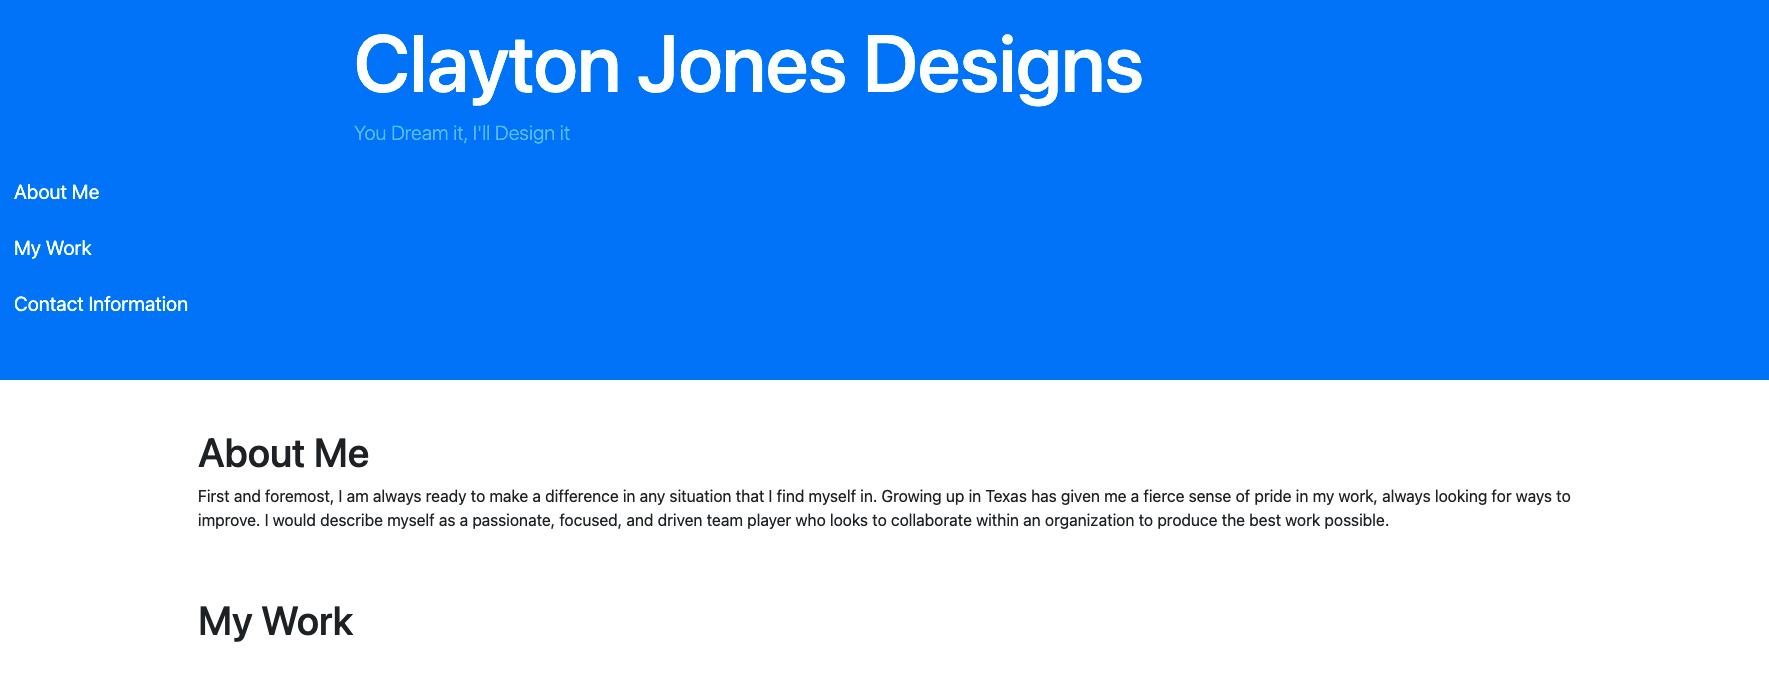 Clayton Jones Designs
You Dream it, I'll Design it
About Me
My Work
Contact Information
About Me
First and foremost, I am always ready to make a difference in any situation that I find myself in. Growing up in Texas has given me a fierce sense of pride in my work, always looking for ways to
improve. I would describe myself as a passionate, focused, and driven team player who looks to collaborate within an organization to produce the best work possible.
My Work